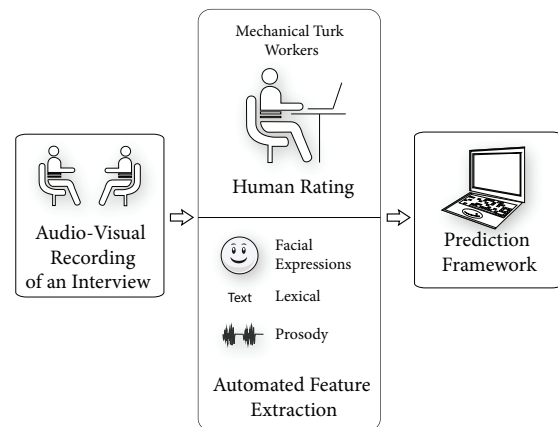 Audio-Visual
Recording
of an Interview
Mechanical Turk
Workers
Human Rating
Facial
Expressions
Text
Lexical
Prosody
Automated Feature
Extraction
Prediction
Framework